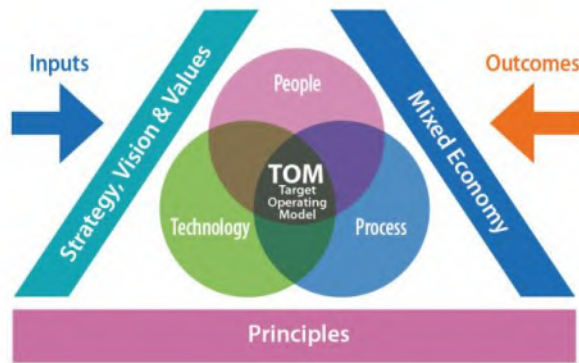 Inputs
Strategy, Vision & Values
People
Mixed Economy
Outcomes
TOM
Target
Operating
Model
Technology
Process
Principles